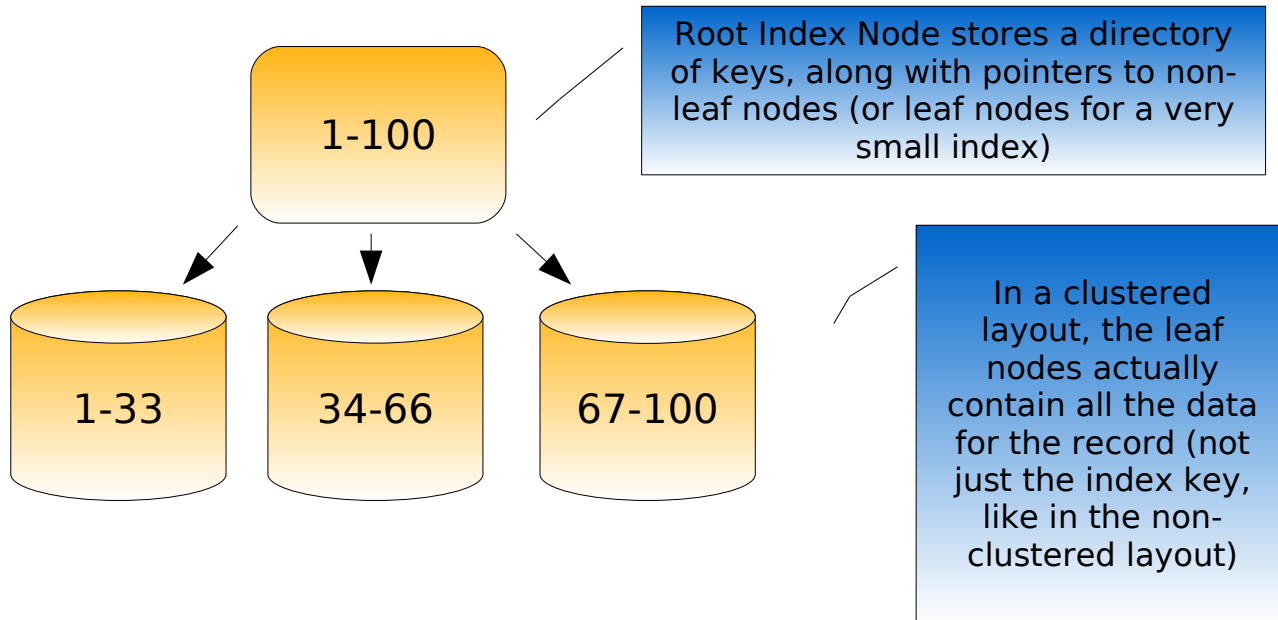 1-100
Root Index Node stores a directory
of keys, along with pointers to non-
leaf nodes (or leaf nodes for a very
small index)
1-33
34-66
67-100
In a clustered
layout, the leaf
nodes actually
contain all the data
for the record (not
just the index key,
like in the non-
clustered layout)